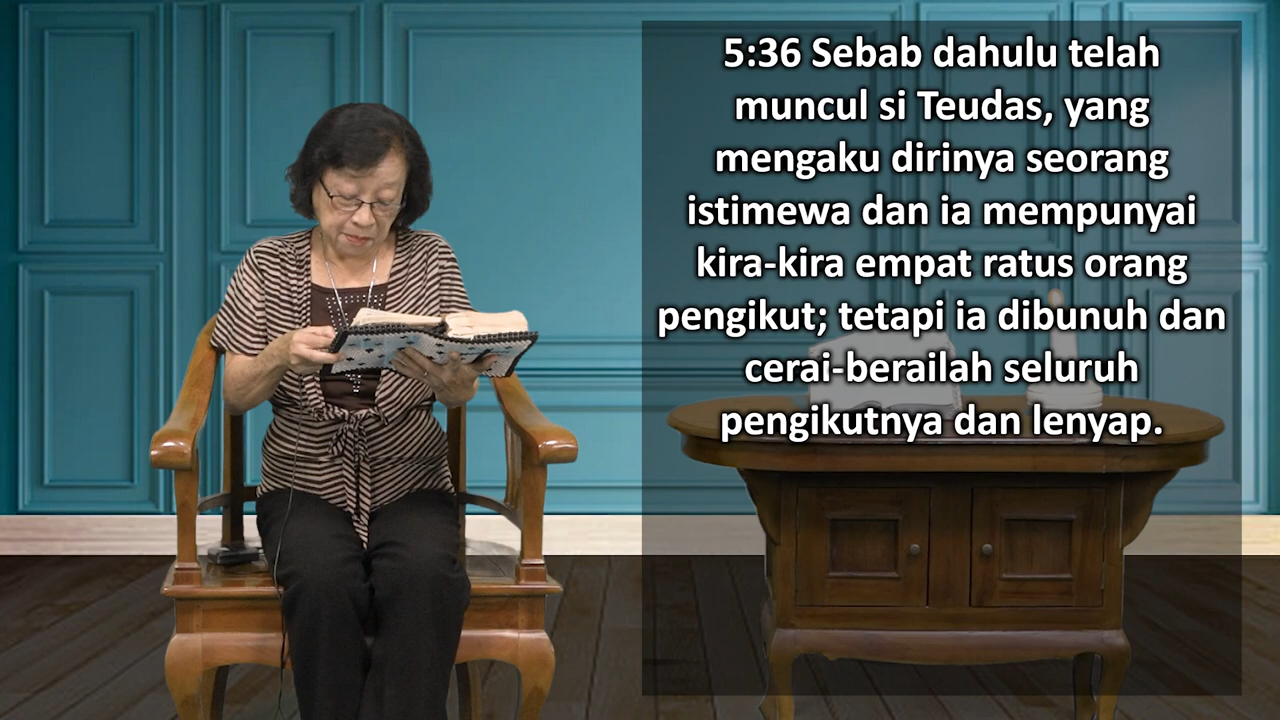 5:36 Sebab dahulu telah
muncul si Teudas, yang
mengaku dirinya seorang
istimewa dan ia mempunyai
kira-kira empat ratus orang
pengikut; tetapi ia dibunuh dan
cerai-berailah seluruh
pengikutnya dan lenyap.